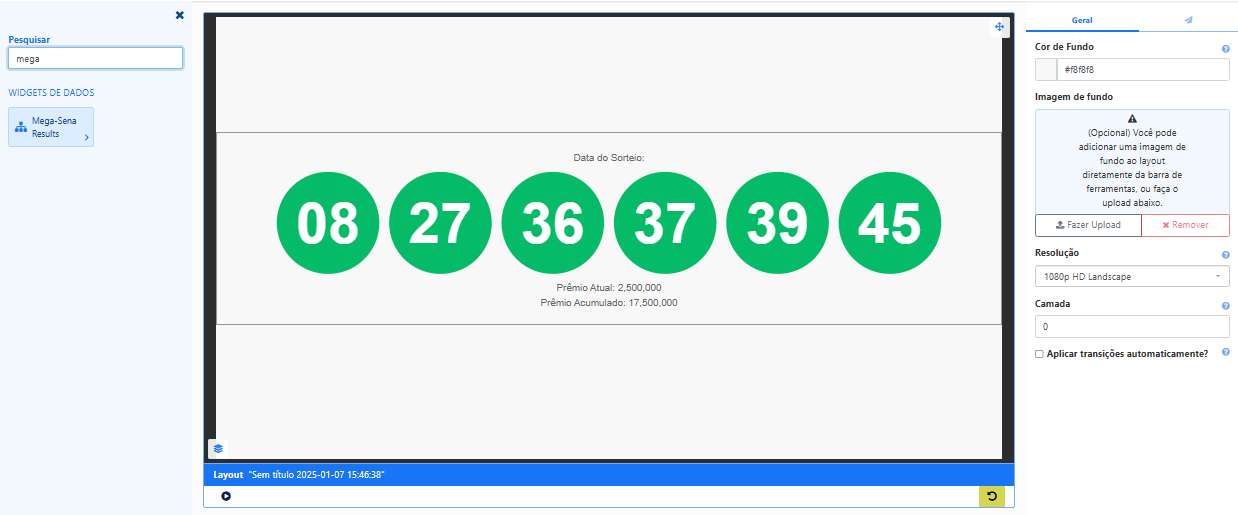 Pesquisar
mega
WIDGETS DE DADOS
Mega-Sena
Results
Data do Sorteio:
08 27 36 37 39 45
Prêmio Atual: 2,500,000
Prêmio Acumulado: 17,500,000
Layout "Sem título 2025-01-07 15:46:38"
Geral
Cor de Fundo
#f8f8f8
Imagem de fundo
(Opcional) Você pode
adicionar uma imagem de
fundo ao layout
diretamente da barra de
ferramentas, ou faça o
upload abaixo.
Fazer Upload Remover
Resolução
1080p HD Landscape
Camada
0
Aplicar transições automaticamente?